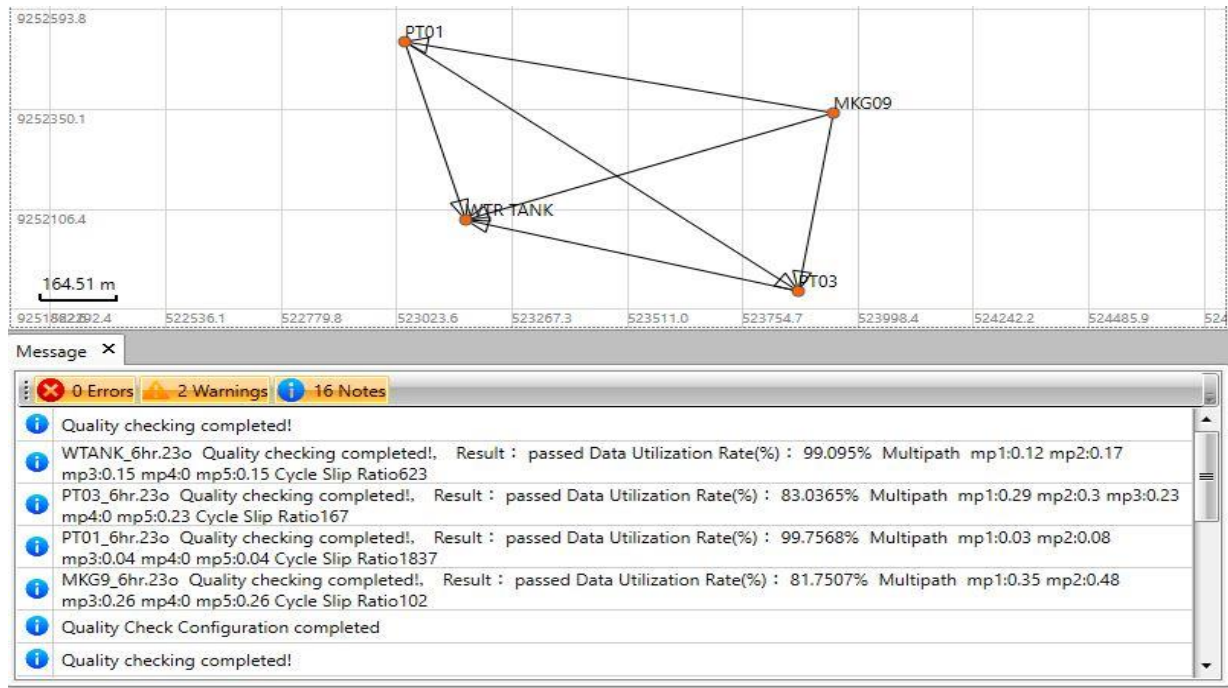 9252593.8
PT01
MKG09
9252350.1
WTR TANK
9252106.4
PT03
164.51 m
522536.1 522779.8 523023.6 523267.3 523511.0 523754.7 523998.4 524242.2 524485.9 524
Message ×
0 Errors 2 Warnings 16 Notes
Quality checking completed!
WTANK_6hr.23o Quality checking completed!, Result : passed Data Utilization Rate(%) : 99.095% Multipath mp1:0.12 mp2:0.17
mp3:0.15 mp4:0 mp5:0.15 Cycle Slip Ratio623
PT03_6hr.23o Quality checking completed!, Result : passed Data Utilization Rate(%) : 83.0365% Multipath mp1:0.29 mp2:0.3 mp3:0.23
mp4:0 mp5:0.23 Cycle Slip Ratio167
PT01_6hr.23o Quality checking completed!, Result : passed Data Utilization Rate(%) : 99.7568% Multipath mp1:0.03 mp2:0.08
mp3:0.04 mp4:0 mp5:0.04 Cycle Slip Ratio1837
MKG9_6hr.23o Quality checking completed!, Result : passed Data Utilization Rate(%) : 81.7507% Multipath mp1:0.35 mp2:0.48
mp3:0.26 mp4:0 mp5:0.26 Cycle Slip Ratio102
Quality Check Configuration completed
Quality checking completed!